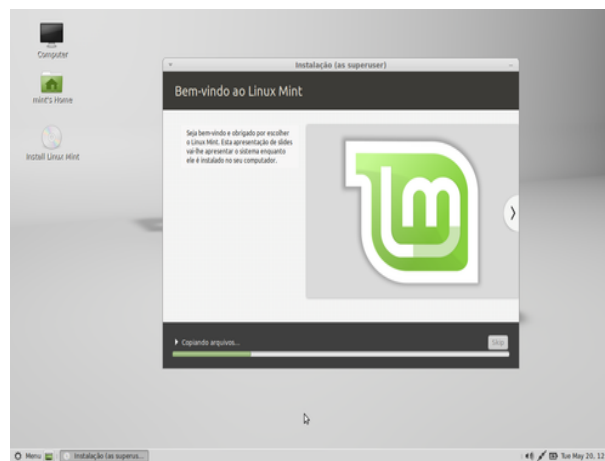 Computer
mint's Home
Install Linux Mint
Instalação (as superuser)
Bem-vindo ao Linux Mint
Seja bem-vindo e obrigado por escolher
o Linux Mint. Esta apresentação de slides
vai-lhe apresentar o sistema enquanto
ele é instalado no seu computador.
Copiando arquivos...
Skip
Menu
Instalação (as superus...
Tue May 20, 12